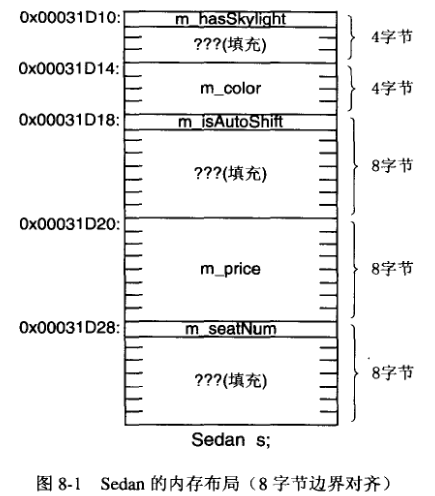 0x00031D10: m_hasSkylight
???(填充) 4字节
0x00031D14: m_color 4字节
0x00031D18: m_isAutoShift
???(填充) 8字节
0x00031D20: m_price 8字节
0x00031D28: m_seatNum
???(填充) 8字节
Sedan s;
图 8-1 Sedan 的内存布局（8 字节边界对齐）